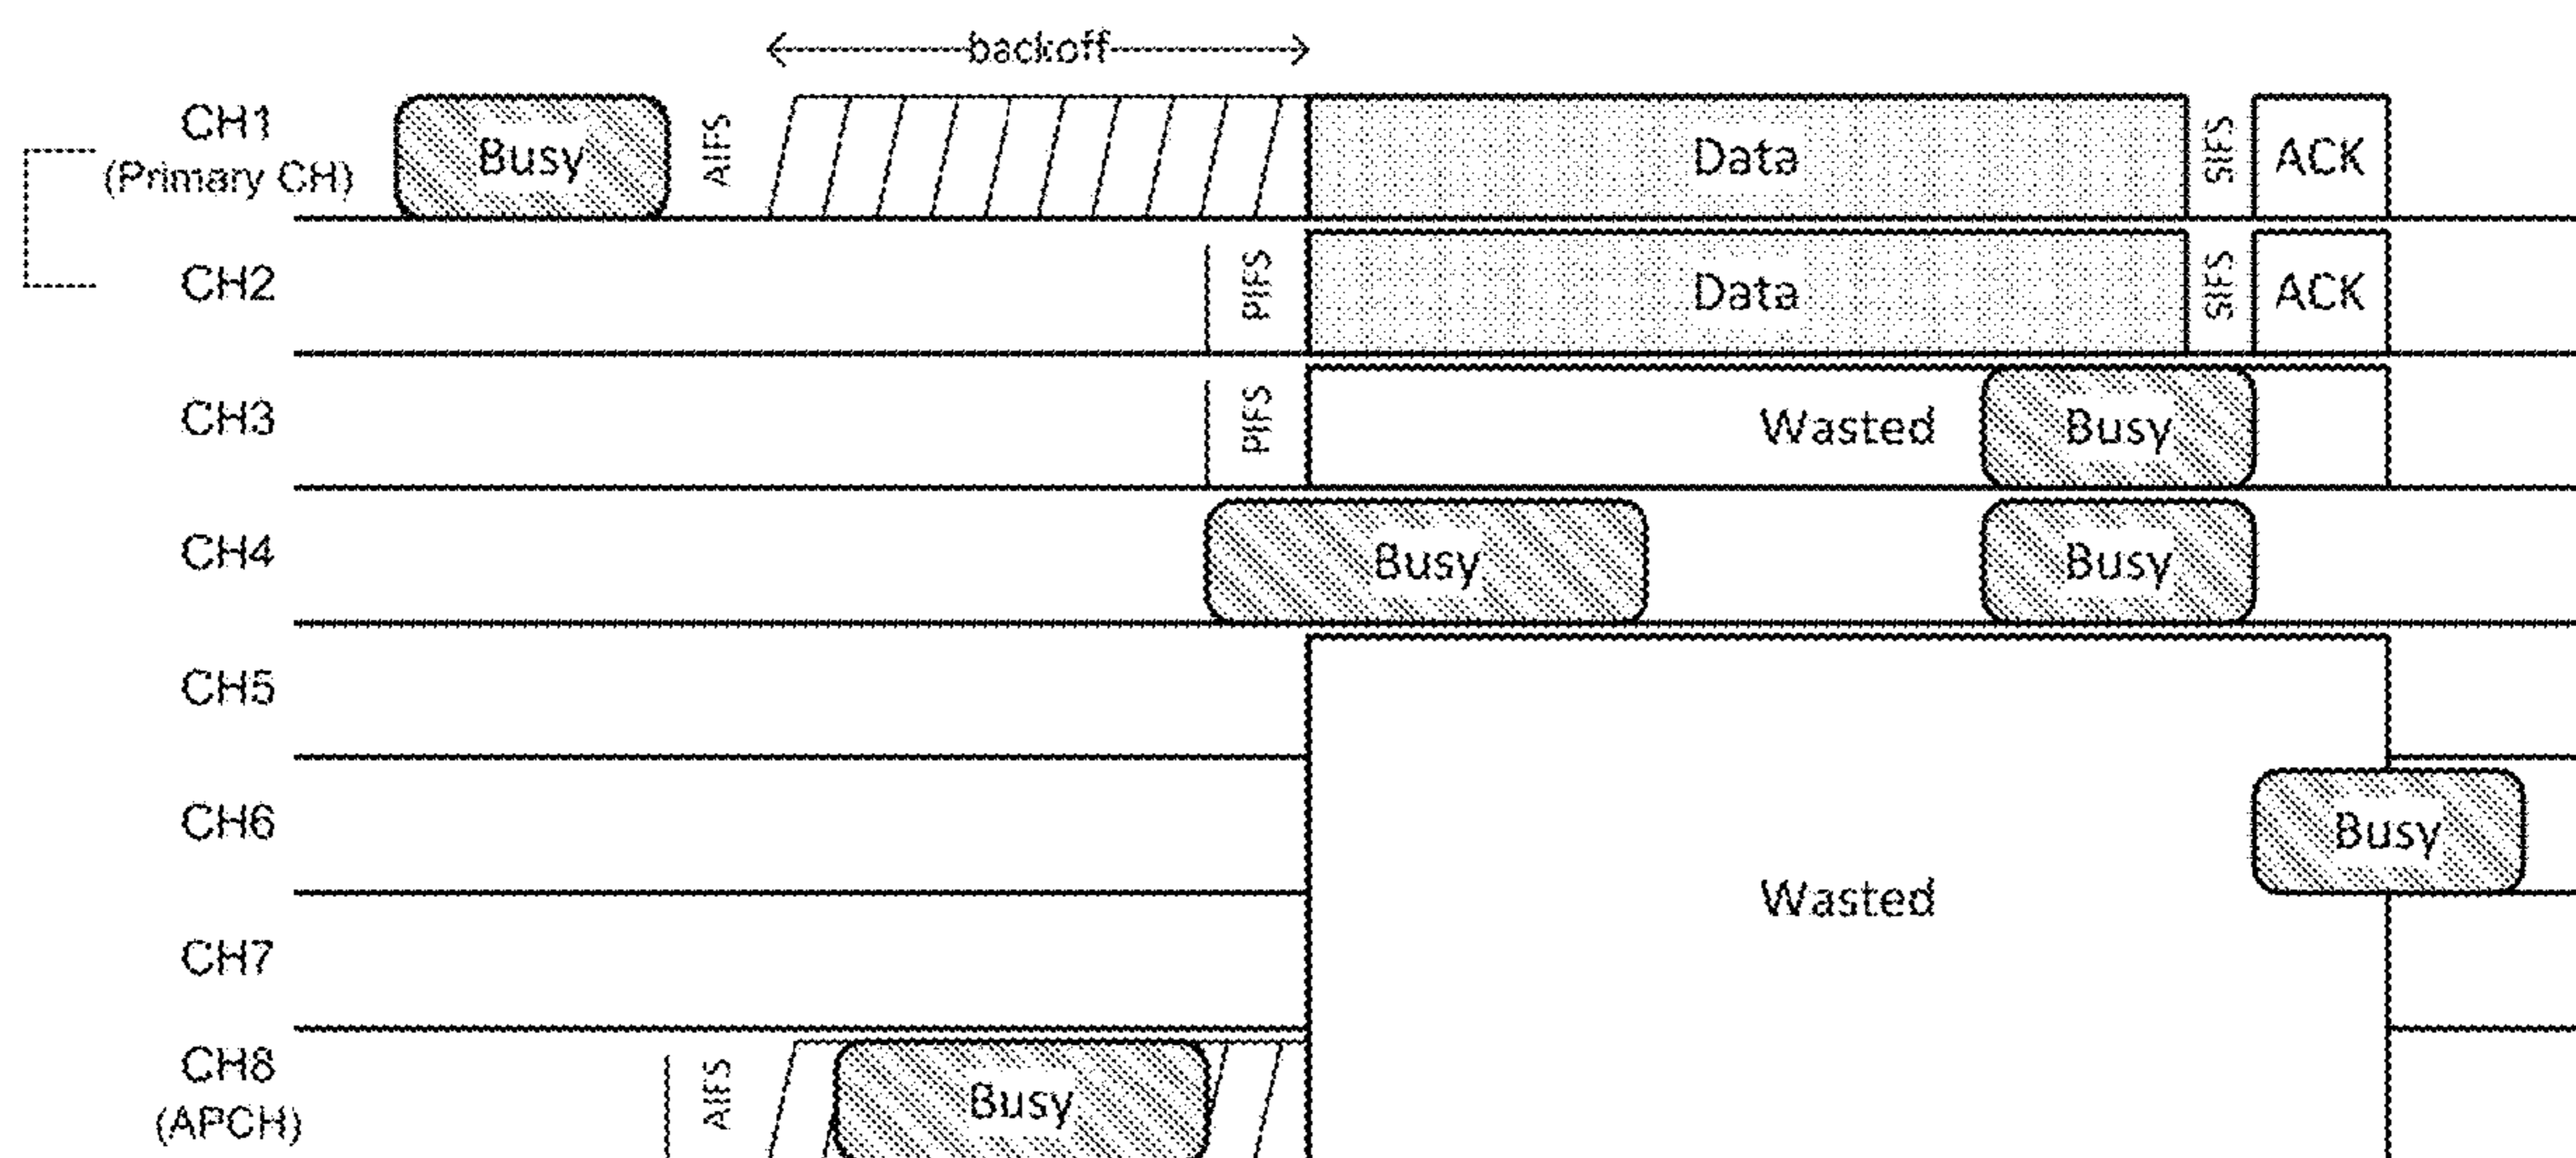 backoff
CH1
(Primary CH)
Busy
AIFS
Data
SIFS
ACK
CH2
PIFS
Data
SIFS
ACK
CH3
PIFS
Wasted
Busy
CH4
Busy
Busy
CH5
CH6
Busy
Wasted
CH7
CH8
(APCH)
AIFS
Busy